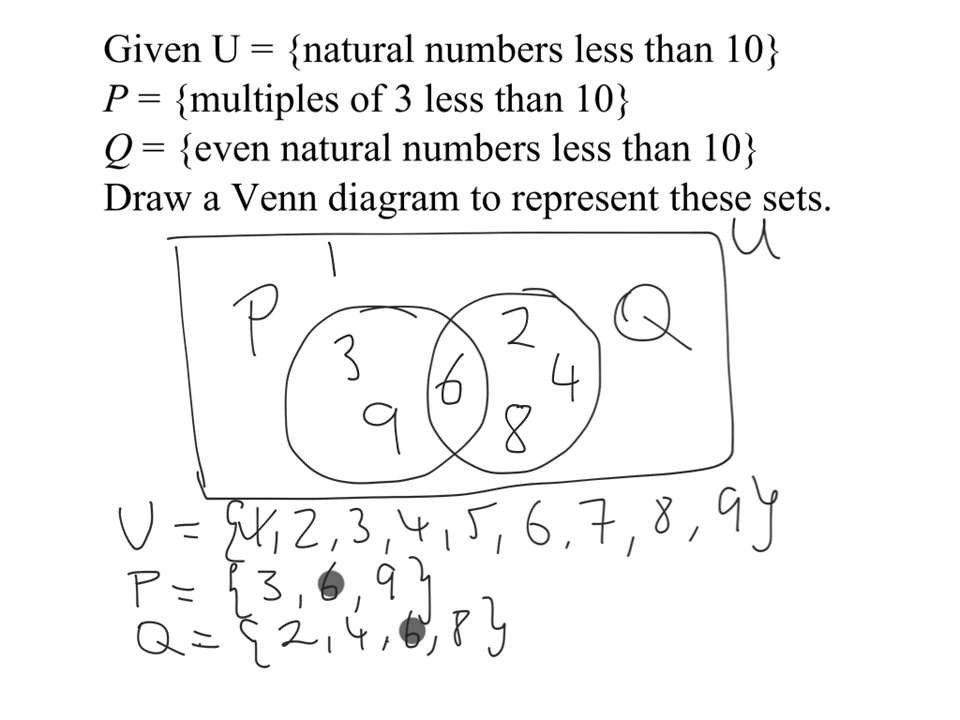 Given U = {natural numbers less than 10}
P = {multiples of 3 less than 10}
Q = {even natural numbers less than 10}
Draw a Venn diagram to represent these sets.
U
1
P
Q
3
2
6
4
9
8
U = {1, 2, 3, 4, 5, 6, 7, 8, 9}
P = {3, 6, 9}
Q = {2, 4, 6, 8}